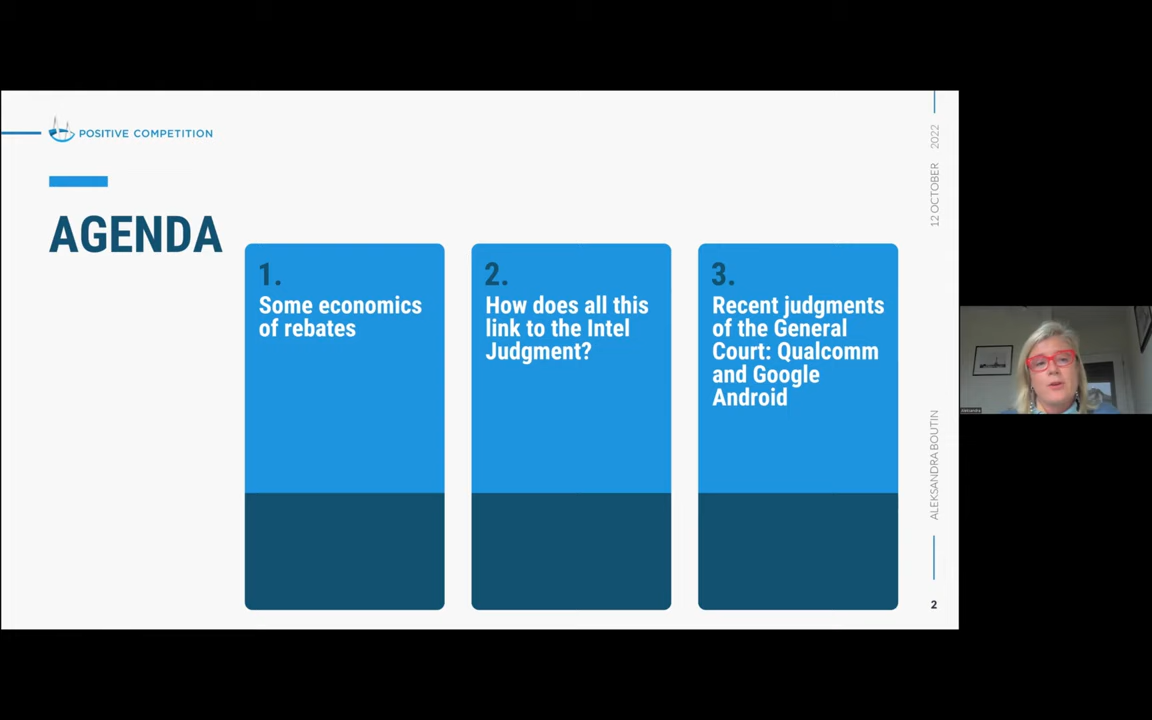 POSITIVE COMPETITION
AGENDA
1.
Some economics
of rebates
2.
How does all this
link to the Intel
Judgment?
3.
Recent judgments
of the General
Court: Qualcomm
and Google
Android
12 OCTOBER 2022
ALEKSANDRA BOUTIN
2